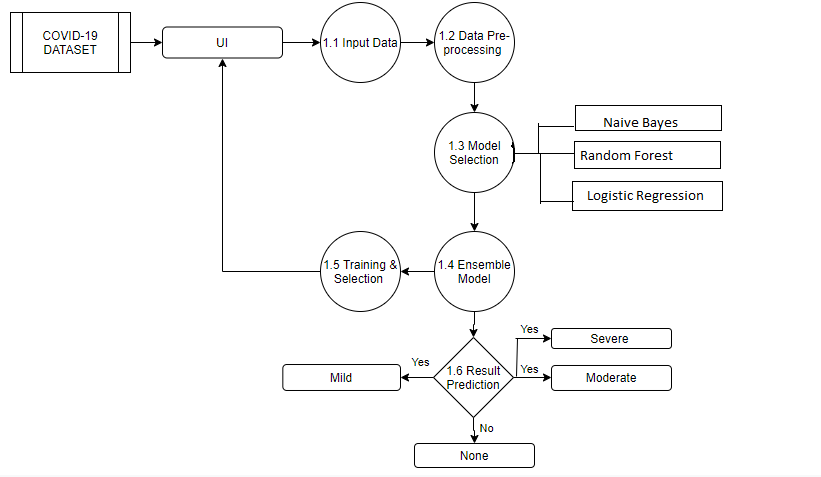 COVID-19
DATASET
UI
1.1 Input Data
1.2 Data Pre-
processing
1.3 Model
Selection
Naive Bayes
Random Forest
Logistic Regression
1.5 Training &
Selection
1.4 Ensemble
Model
Yes
Severe
Yes
Mild
1.6 Result
Prediction
Yes
Moderate
No
None